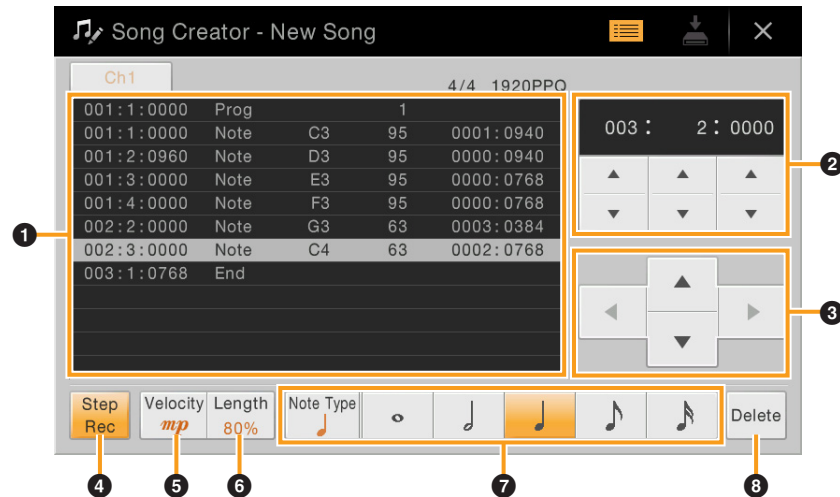 Song Creator - New Song
Ch1
4/4 1920PPQ
001:1:0000 Prog 1
001:1:0000 Note C3 95 0001:0940
001:2:0960 Note D3 95 0000:0940
001:3:0000 Note E3 95 0000:0768
001:4:0000 Note F3 95 0000:0768
002:2:0000 Note G3 63 0003:0384
002:3:0000 Note C4 63 0002:0768
003:1:0768 End
003: 2: 0000
1
2
3
Step Rec
Velocity mp
Length 80%
Note Type
Delete
4
5
6
7
8